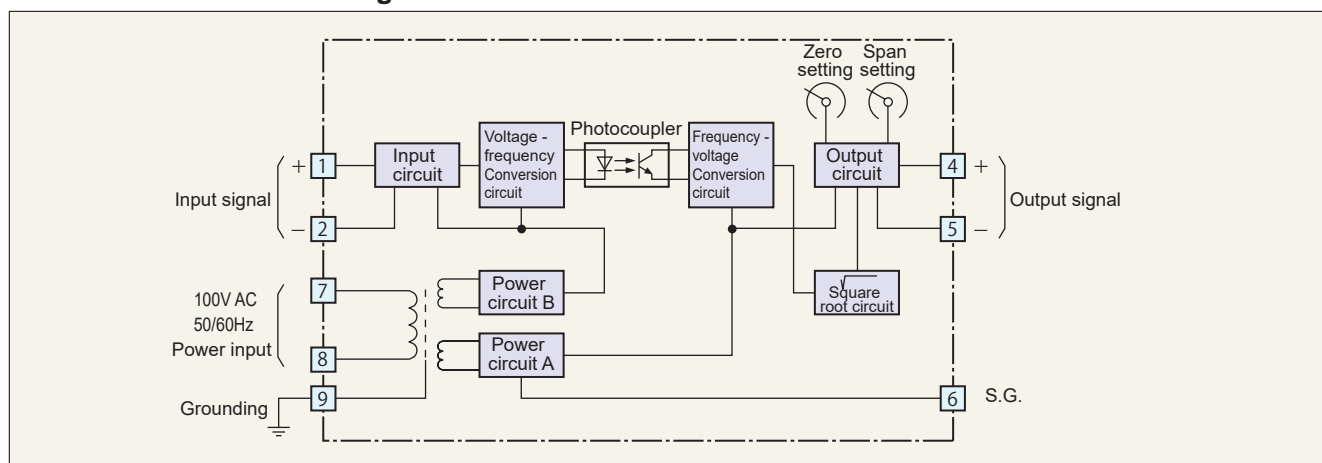 Zero
setting
Span
setting
Photocoupler
Voltage -
frequency
Conversion
circuit
Frequency -
voltage
Conversion
circuit
Input
circuit
Output
circuit
+ 1
Input signal
− 2
4 +
Output signal
5 −
Power
circuit B
√
Square
root circuit
7
100V AC
50/60Hz
Power input
8
Power
circuit A
Grounding
9
6 S.G.